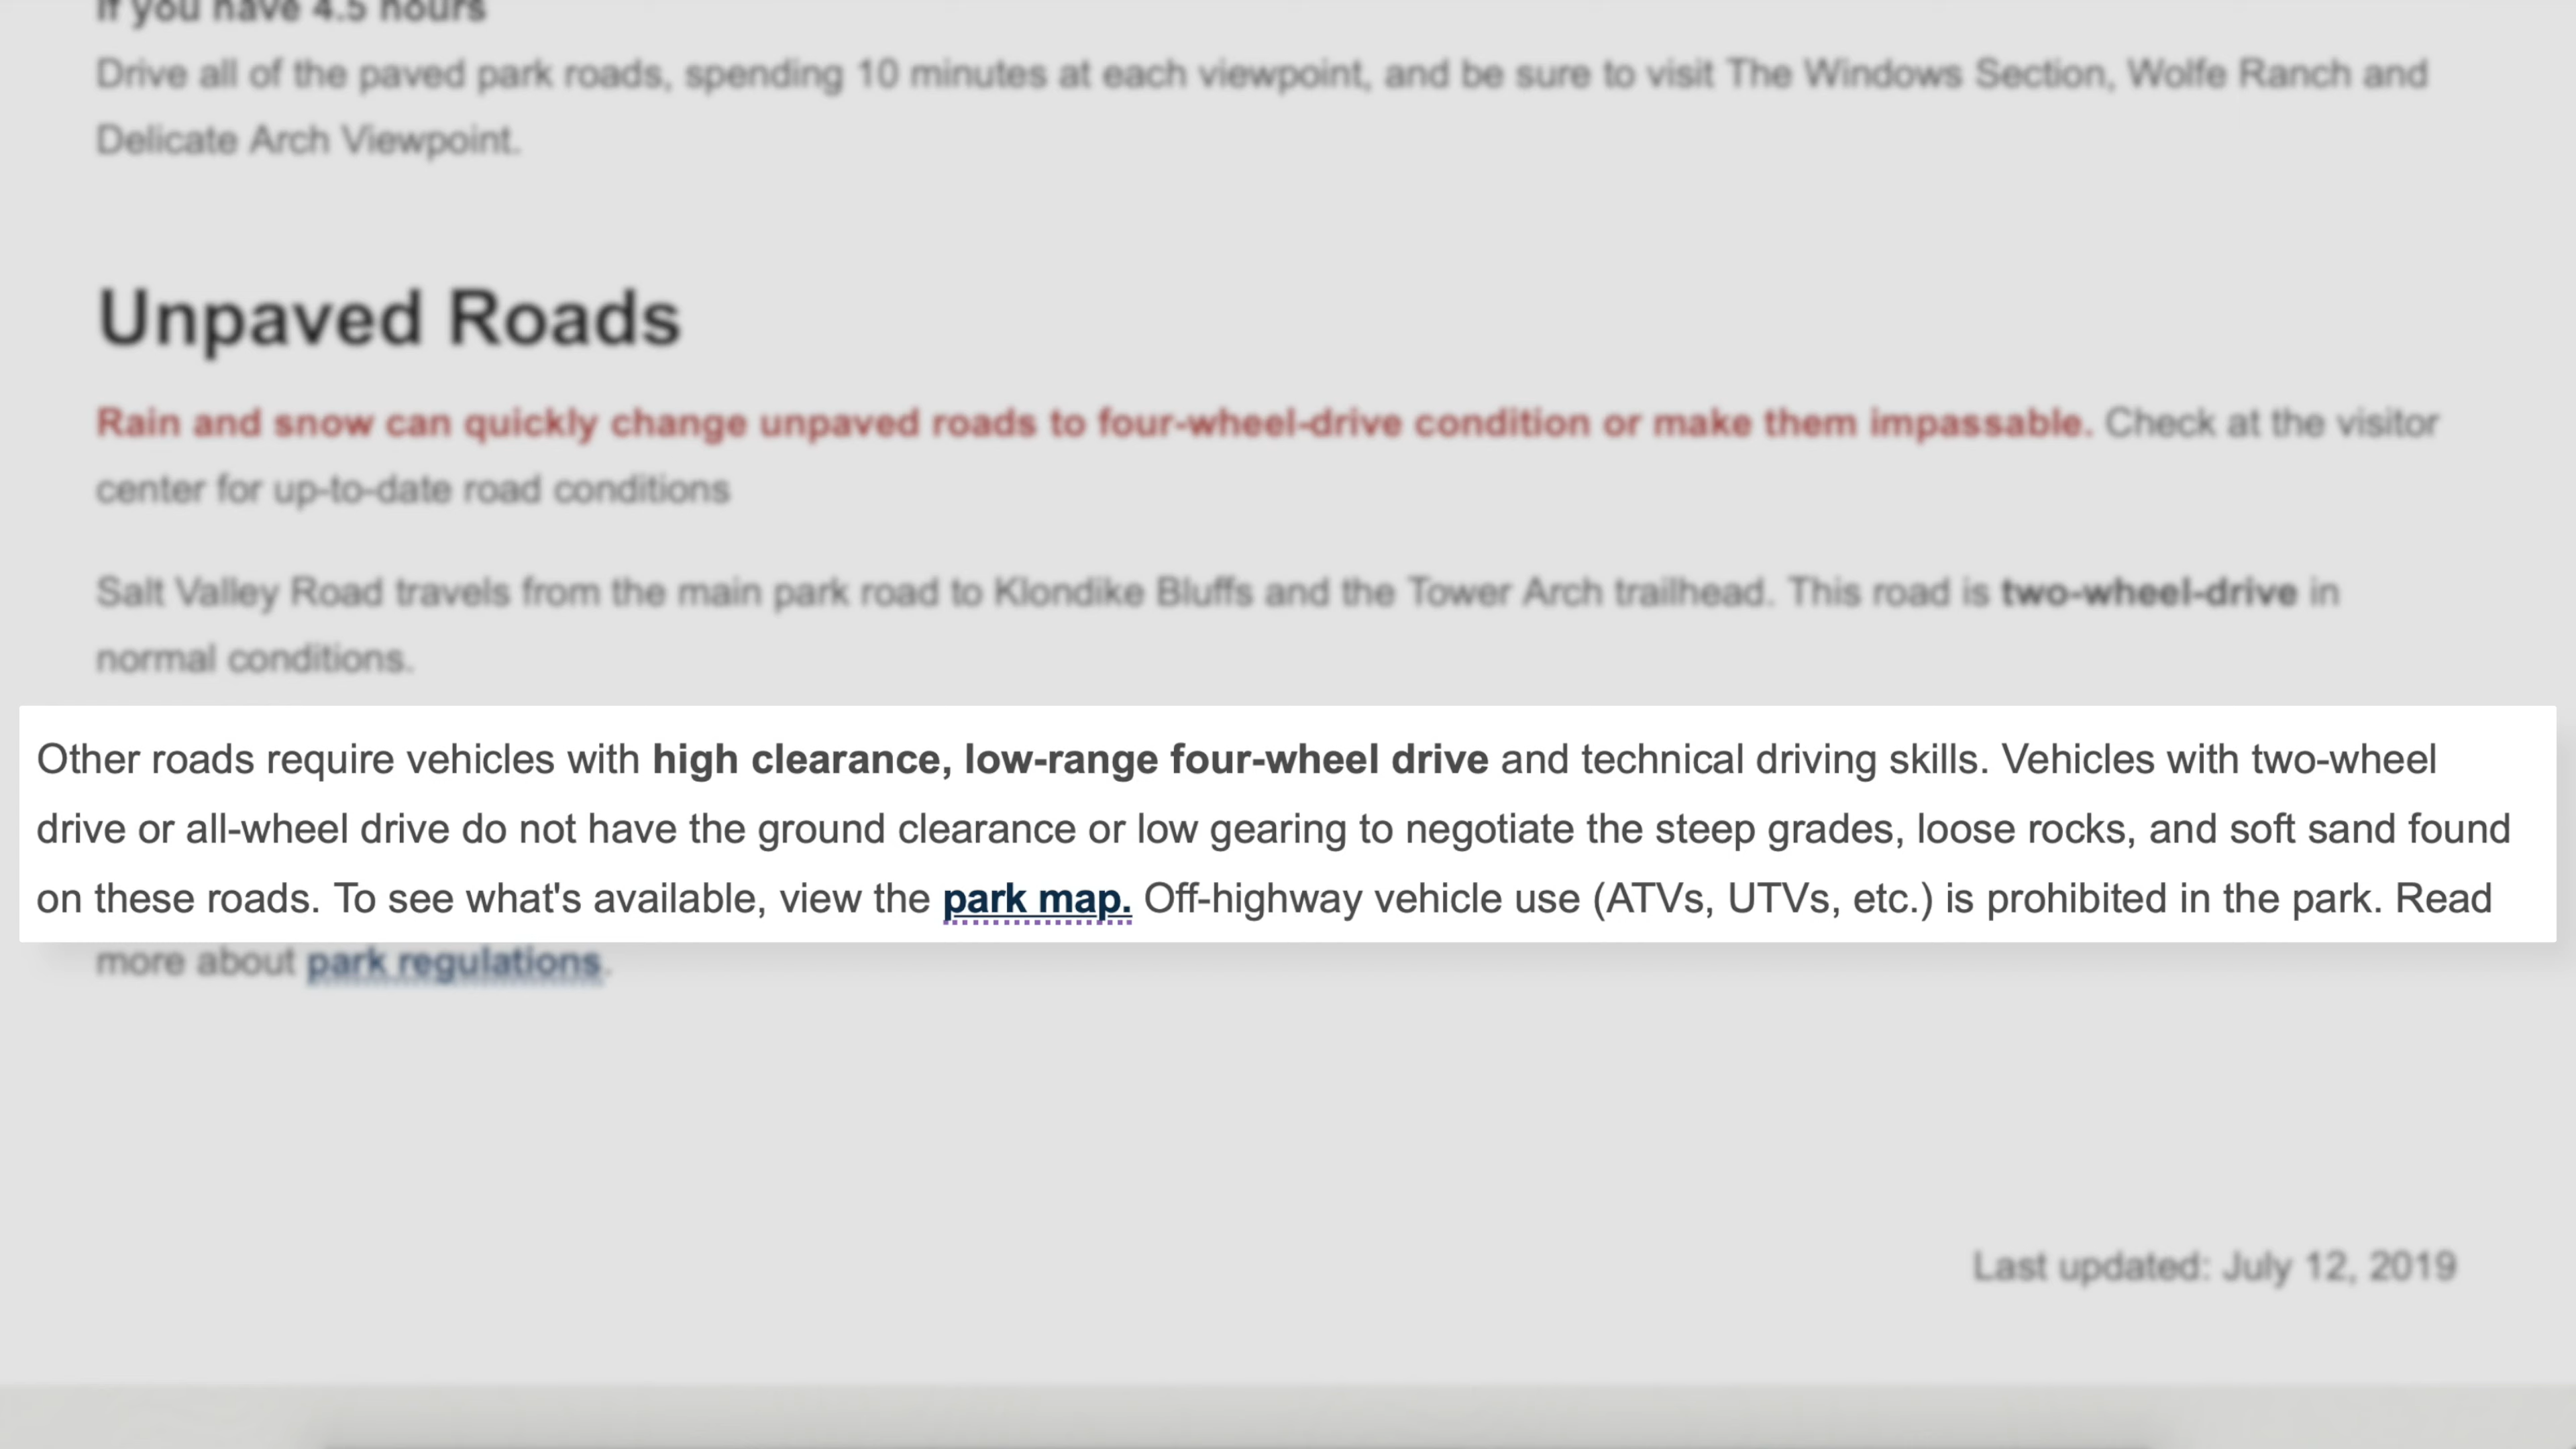 If you have 4.5 hours
Drive all of the paved park roads, spending 10 minutes at each viewpoint, and be sure to visit The Windows Section, Wolfe Ranch and
Delicate Arch Viewpoint.
Unpaved Roads
Rain and snow can quickly change unpaved roads to four-wheel-drive condition or make them impassable. Check at the visitor
center for up-to-date road conditions
Salt Valley Road travels from the main park road to Klondike Bluffs and the Tower Arch trailhead. This road is two-wheel-drive in
normal conditions.
Other roads require vehicles with high clearance, low-range four-wheel drive and technical driving skills. Vehicles with two-wheel
drive or all-wheel drive do not have the ground clearance or low gearing to negotiate the steep grades, loose rocks, and soft sand found
on these roads. To see what's available, view the park map. Off-highway vehicle use (ATVs, UTVs, etc.) is prohibited in the park. Read
more about park regulations.
Last updated: July 12, 2019